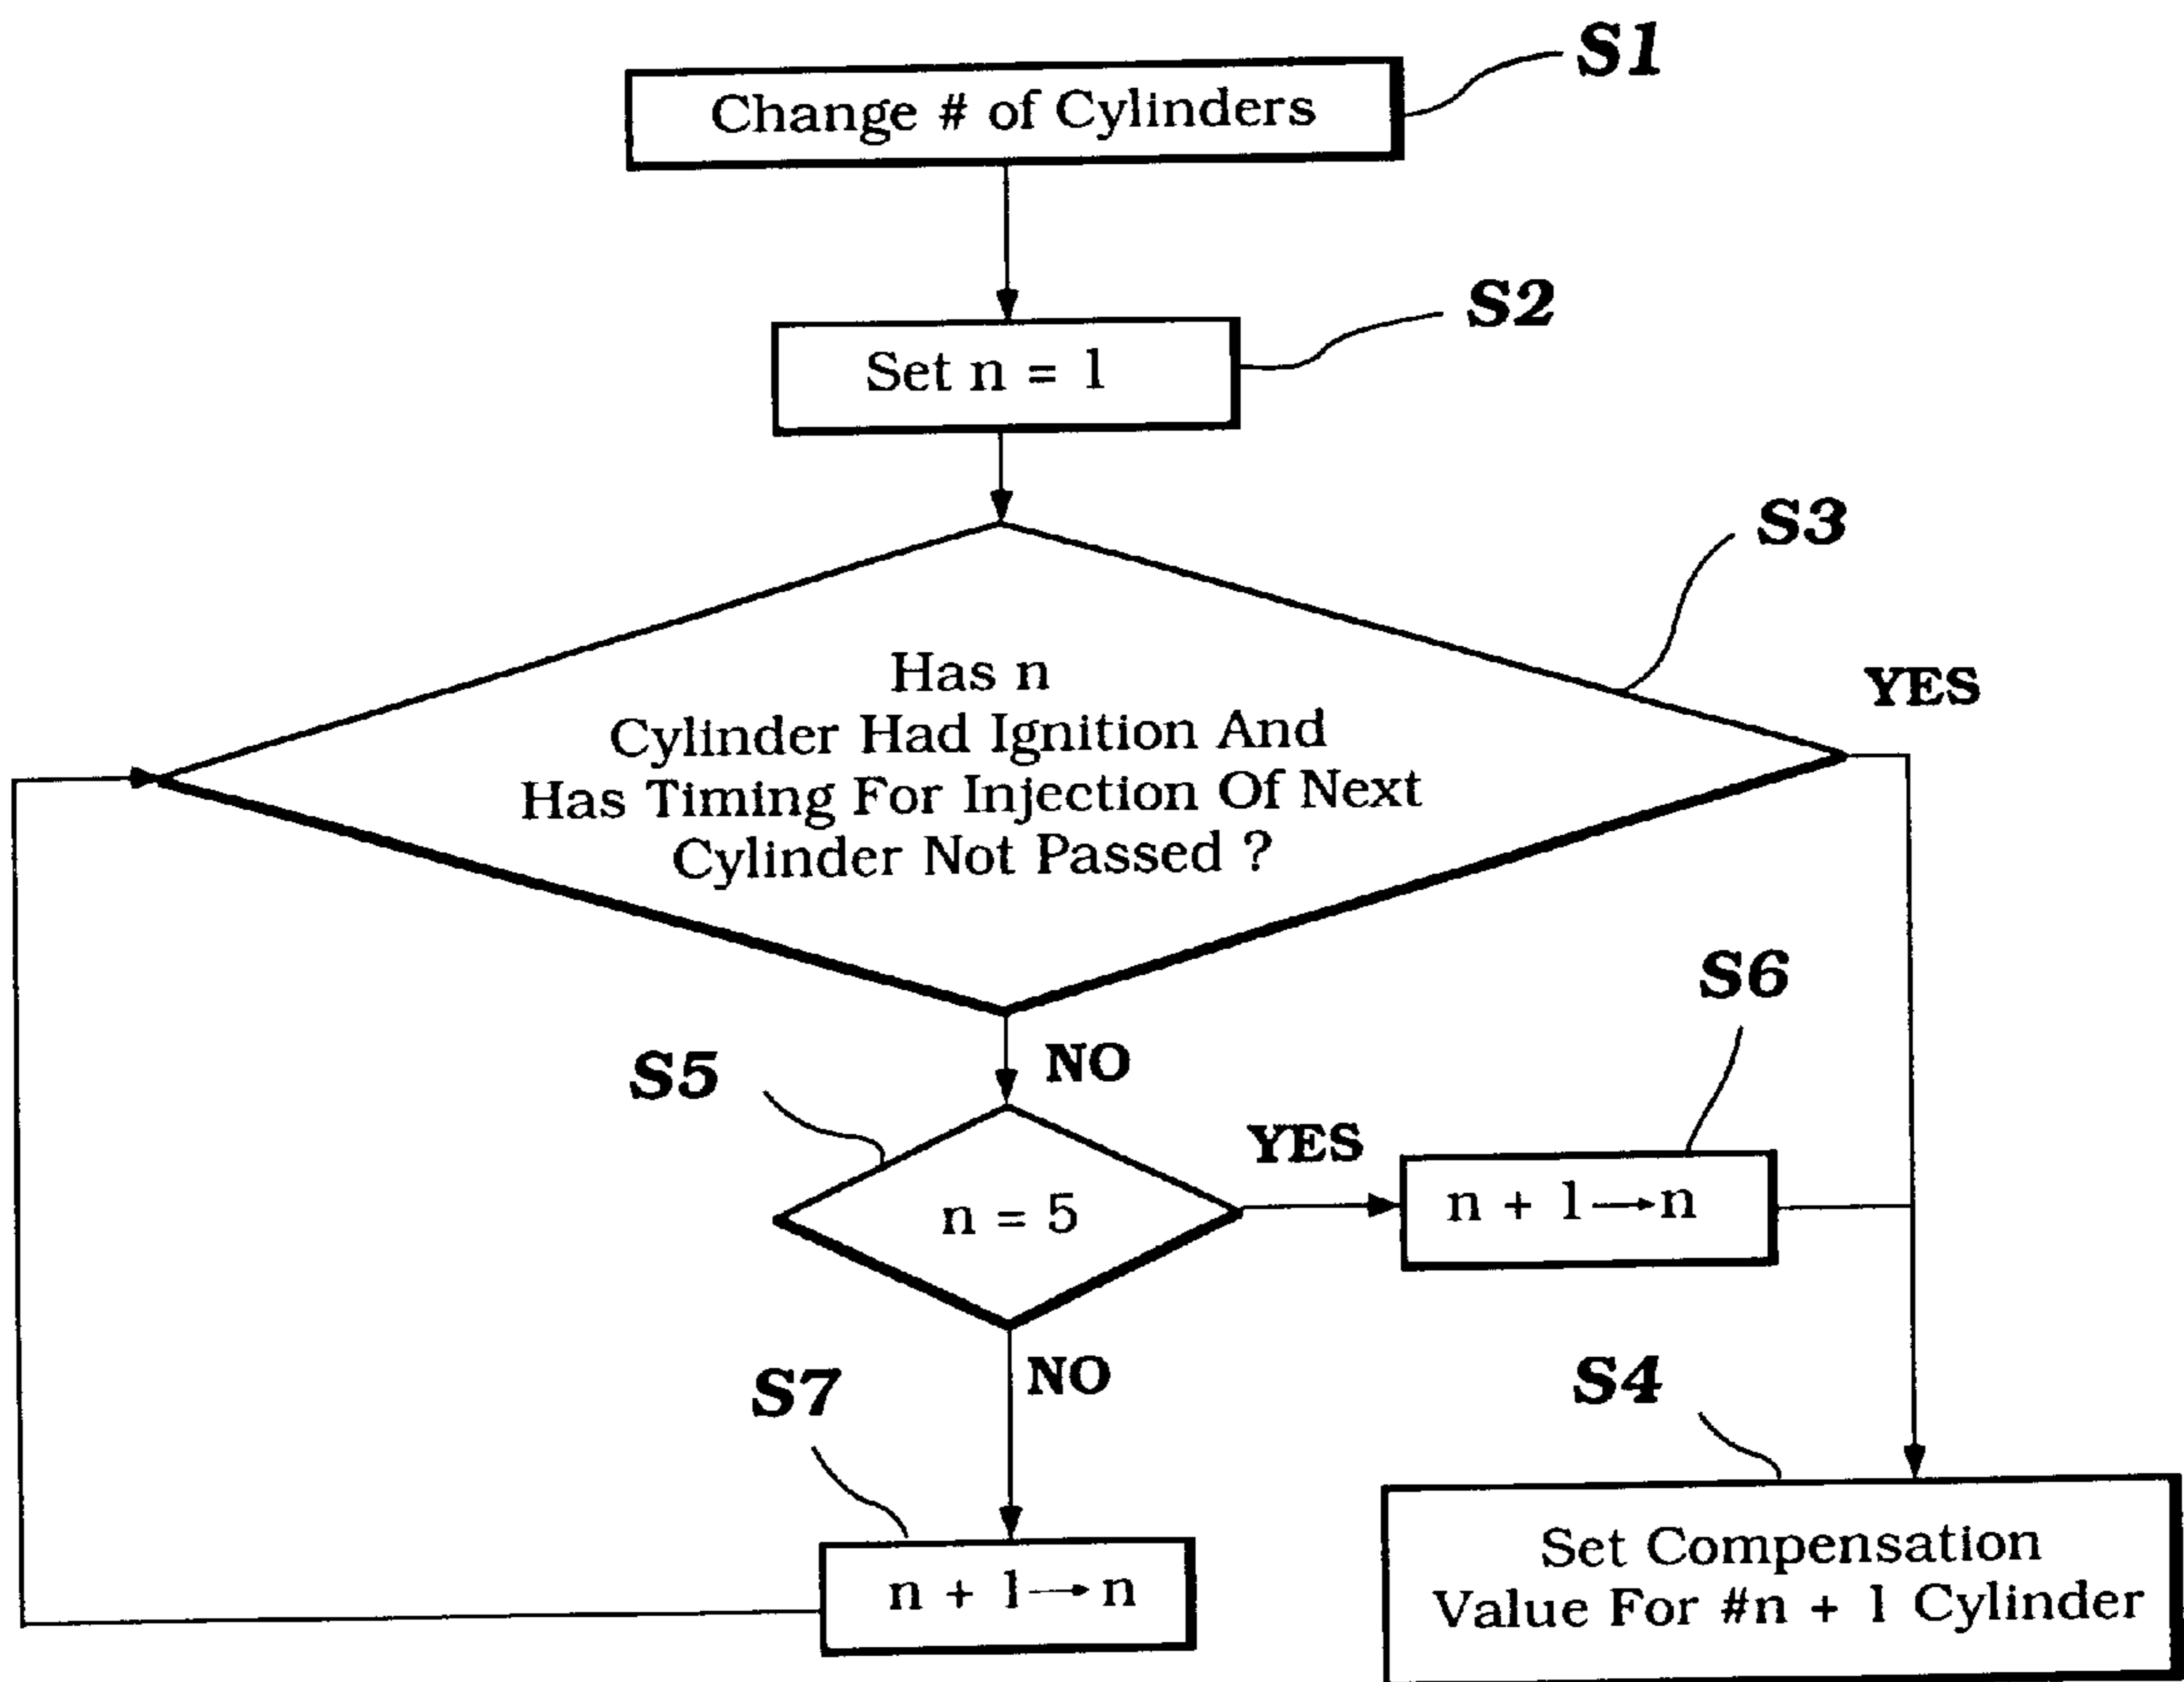 S1
Change # of Cylinders
S2
Set n = 1
S3
Has n
Cylinder Had Ignition And
Has Timing For Injection Of Next
Cylinder Not Passed ?
YES
NO
S5
n = 5
YES
S6
n + 1→n
NO
S7
n + 1→n
S4
Set Compensation
Value For #n + 1 Cylinder